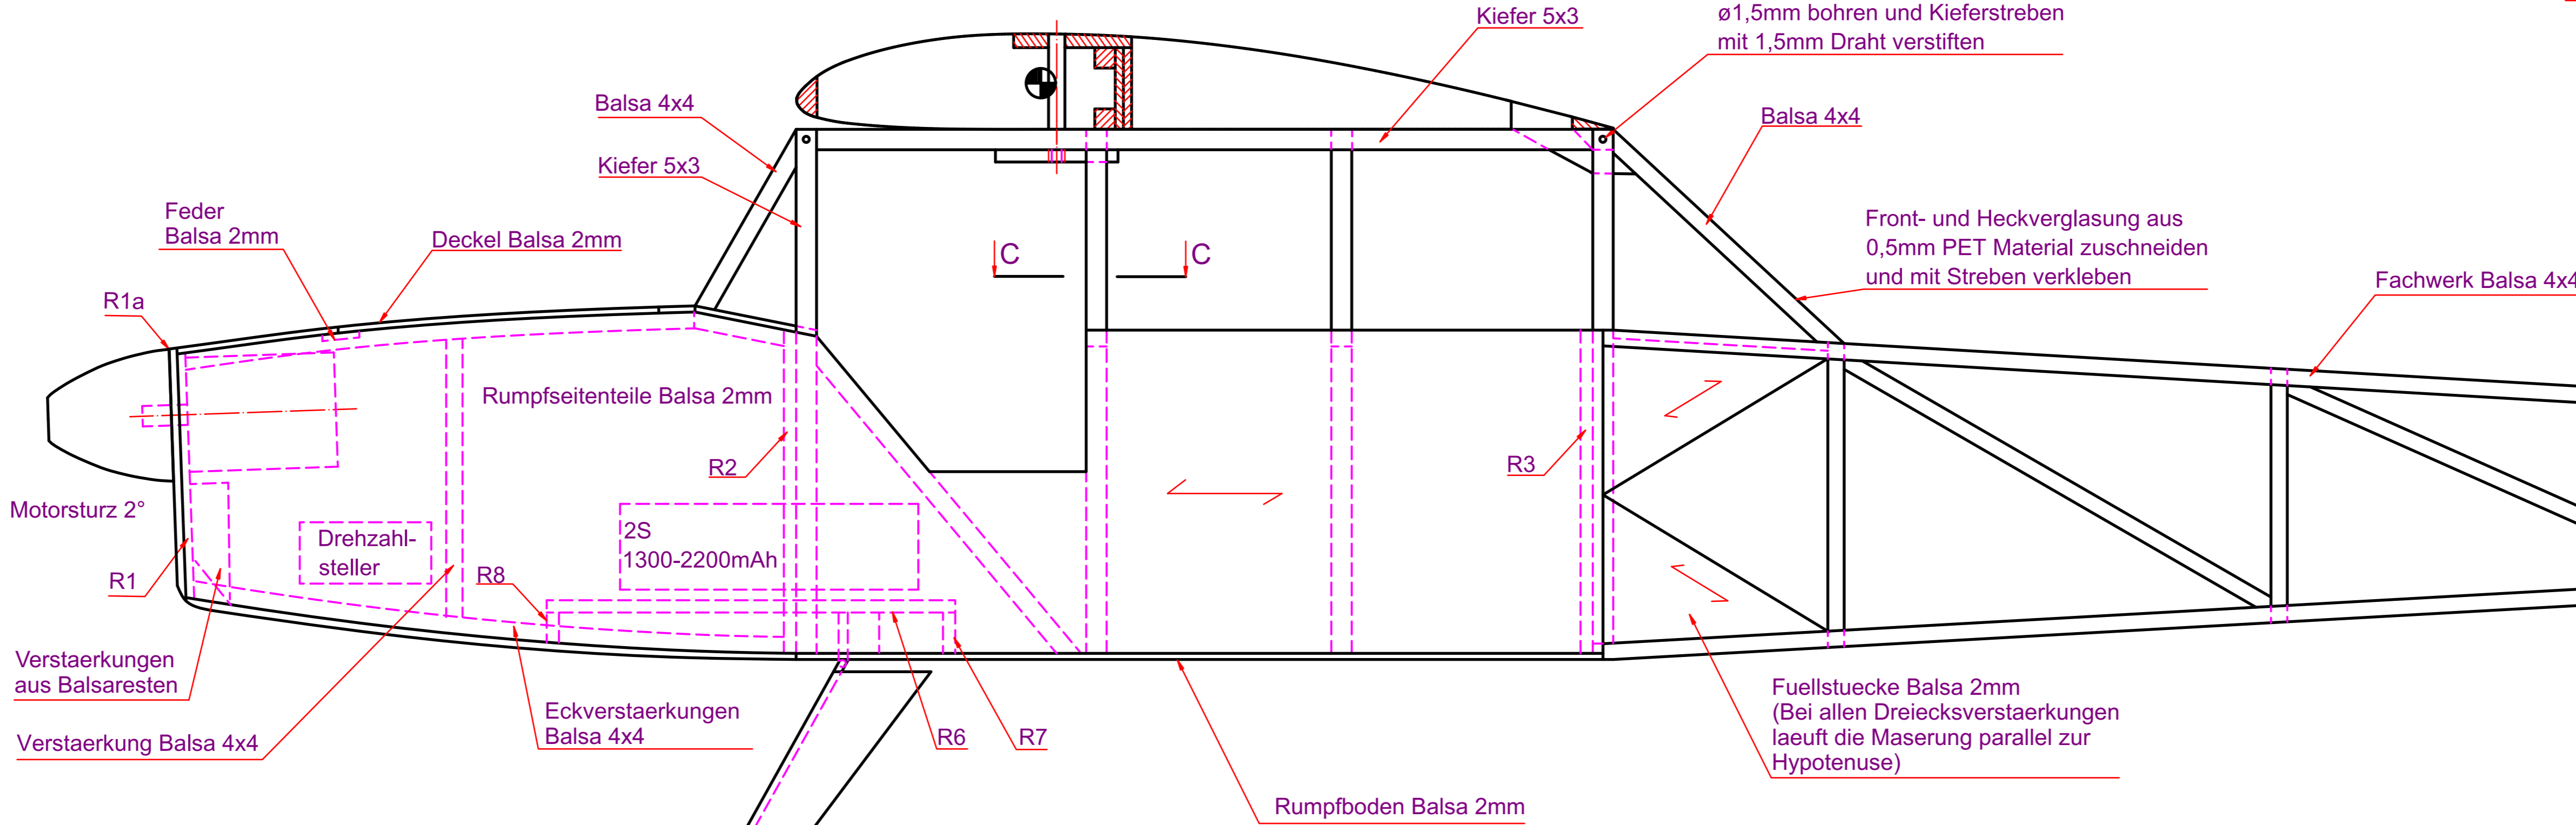 Kiefer 5x3
ø1,5mm bohren und Kieferstreben
mit 1,5mm Draht verstiften
Balsa 4x4
Kiefer 5x3
Balsa 4x4
Feder
Balsa 2mm
Deckel Balsa 2mm
Front- und Heckverglasung aus
0,5mm PET Material zuschneiden
und mit Streben verkleben
C
C
Fachwerk Balsa 4x4
R1a
Rumpfseitenteile Balsa 2mm
R2
R3
Motorsturz 2°
Drehzahl-
steller
2S
1300-2200mAh
R1
R8
Verstaerkungen
aus Balsaresten
Verstaerkung Balsa 4x4
Eckverstaerkungen
Balsa 4x4
R6
R7
Fuellstuecke Balsa 2mm
(Bei allen Dreiecksverstaerkungen
laeuft die Maserung parallel zur
Hypotenuse)
Rumpfboden Balsa 2mm